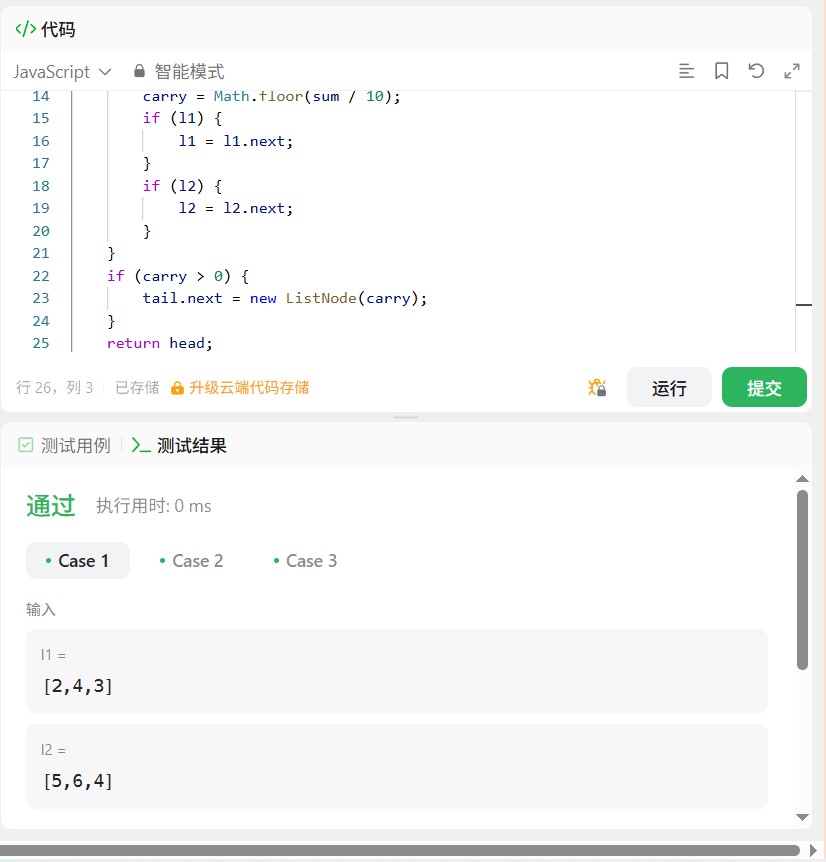 </> 代码
JavaScript 智能模式
14 carry = Math.floor(sum / 10);
15 if (l1) {
16 l1 = l1.next;
17 }
18 if (l2) {
19 l2 = l2.next;
20 }
21 }
22 if (carry > 0) {
23 tail.next = new ListNode(carry);
24 }
25 return head;
行 26，列 3 已存储 升级云端代码存储 运行 提交
测试用例 >_ 测试结果
通过 执行用时: 0 ms
• Case 1 • Case 2 • Case 3
输入
l1 =
[2,4,3]
l2 =
[5,6,4]